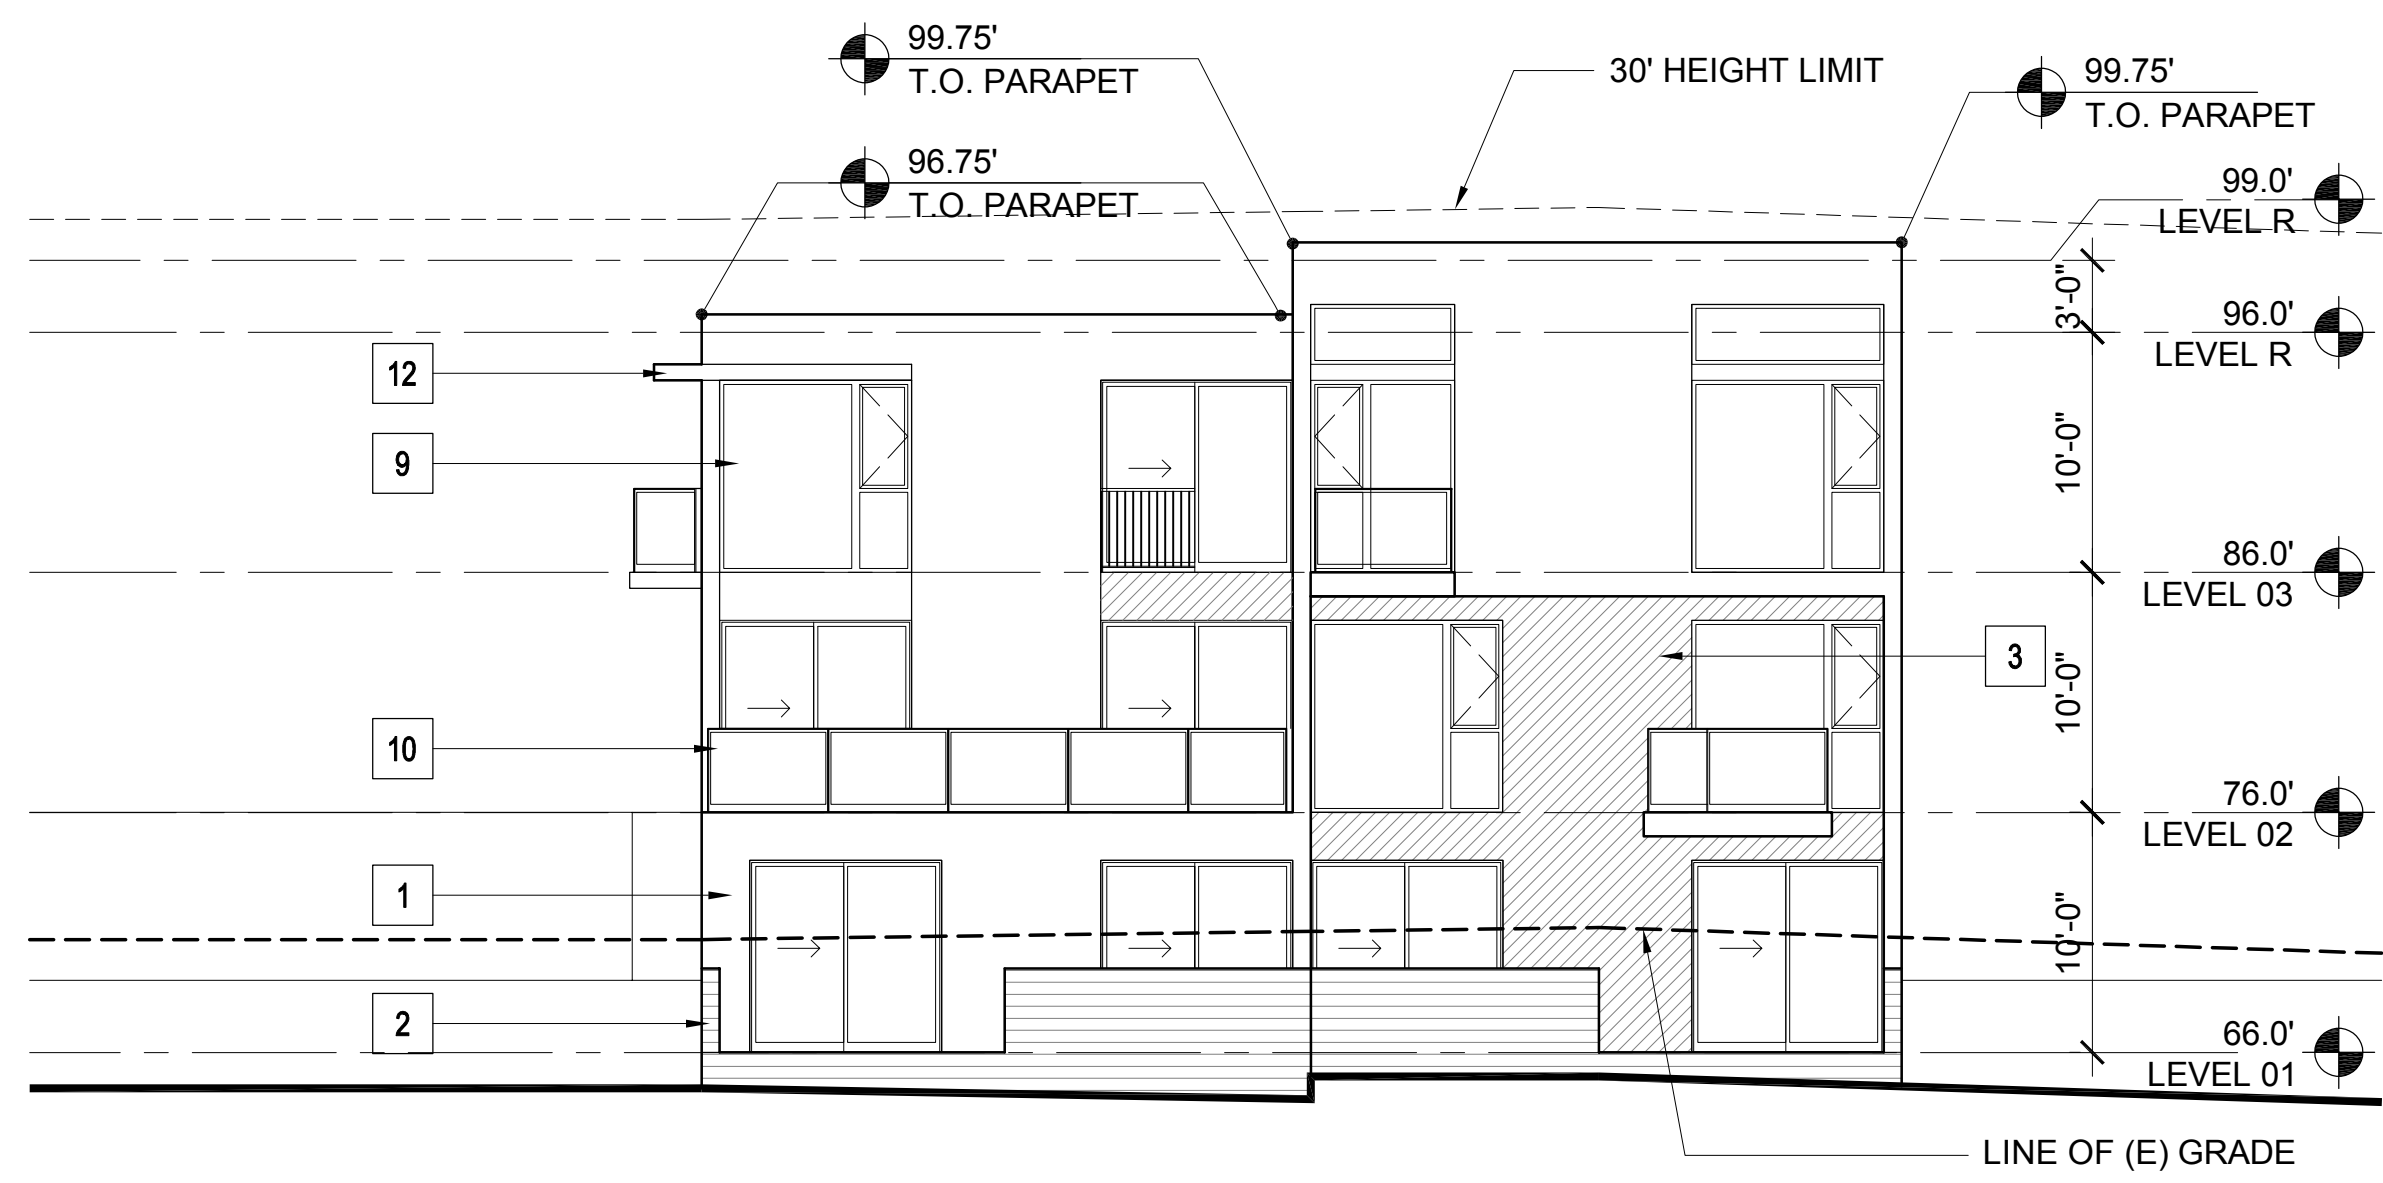 99.75'
T.O. PARAPET
30' HEIGHT LIMIT
99.75'
T.O. PARAPET
96.75'
T.O. PARAPET
99.0'
LEVEL R
3'-0"
96.0'
LEVEL R
12
9
10'-0"
86.0'
LEVEL 03
3
10'-0"
10
76.0'
LEVEL 02
1
10'-0"
2
66.0'
LEVEL 01
LINE OF (E) GRADE